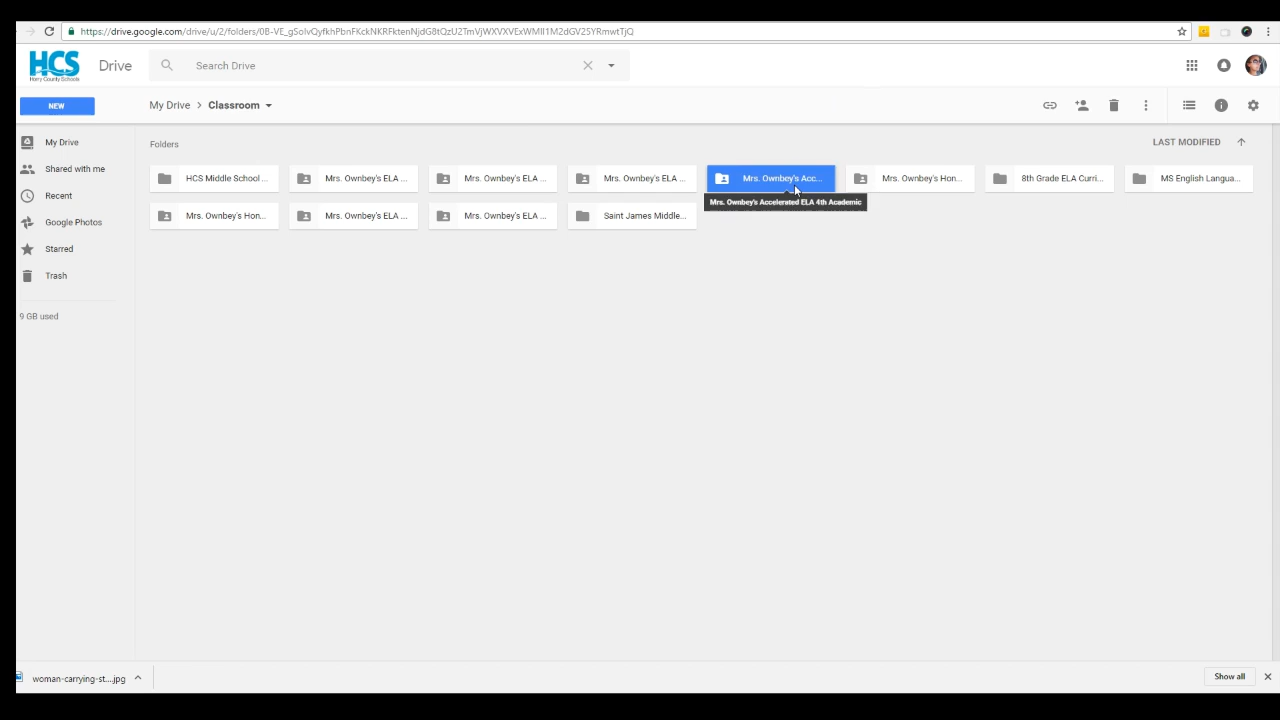 https://drive.google.com/drive/u/2/folders/0B-VE_gSolvQyfkhPbnFKckNKRFktenNjdG8tQzU2TmVjWXVXVExWMlI1M2dGV25YRmwtTjQ
HCS
Horry County Schools
Drive
Search Drive
NEW
My Drive > Classroom
My Drive
Shared with me
Recent
Google Photos
Starred
Trash
9 GB used
Folders
LAST MODIFIED
HCS Middle School ...
Mrs. Ownbey's ELA ...
Mrs. Ownbey's ELA ...
Mrs. Ownbey's ELA ...
Mrs. Ownbey's Acc...
Mrs. Ownbey's Hon...
8th Grade ELA Curri...
MS English Langua...
Mrs. Ownbey's Accelerated ELA 4th Academic
Mrs. Ownbey's Hon...
Mrs. Ownbey's ELA ...
Mrs. Ownbey's ELA ...
Saint James Middle...
woman-carrying-st....jpg
Show all